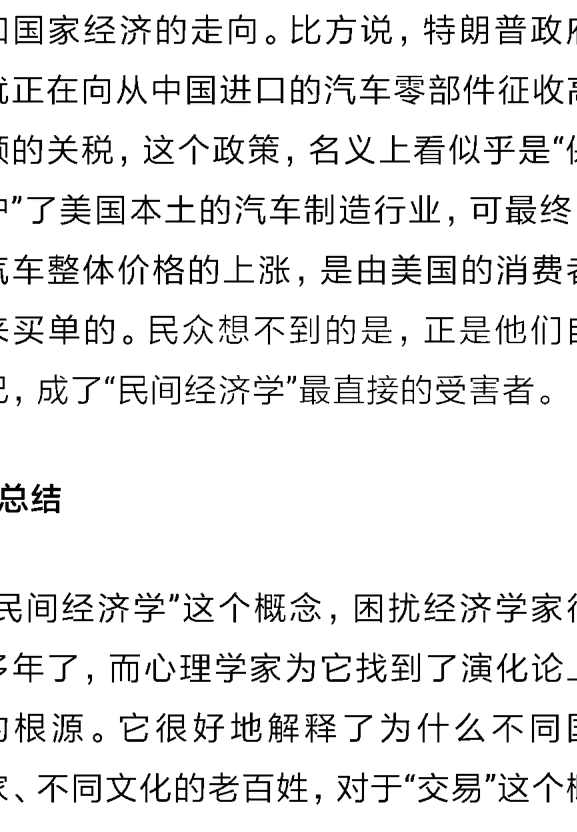 国家经济的走向。比方说，特朗普政
正在向从中国进口的汽车零部件征收
的关税，这个政策，名义上看似乎是“
”了美国本土的汽车制造行业，可最终
车整体价格的上涨，是由美国的消费者
来买单的。民众想不到的是，正是他们
，成了“民间经济学”最直接的受害者。
总结
民间经济学”这个概念，困扰经济学家
多年了，而心理学家为它找到了演化论
的根源。它很好地解释了为什么不同
家、不同文化的老百姓，对于“交易”这个